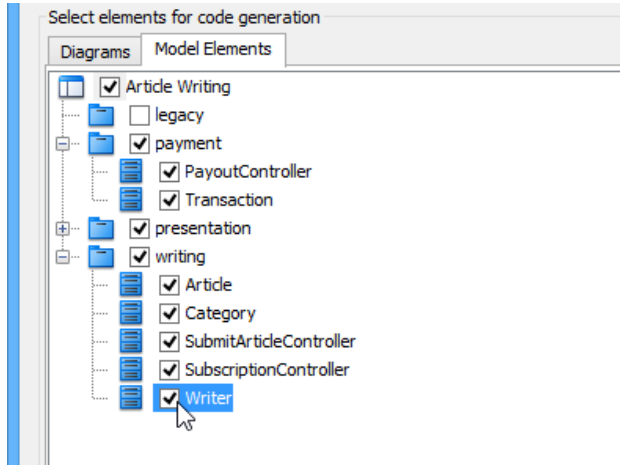 Select elements for code generation
Diagrams Model Elements
Article Writing
legacy
payment
PayoutController
Transaction
presentation
writing
Article
Category
SubmitArticleController
SubscriptionController
Writer